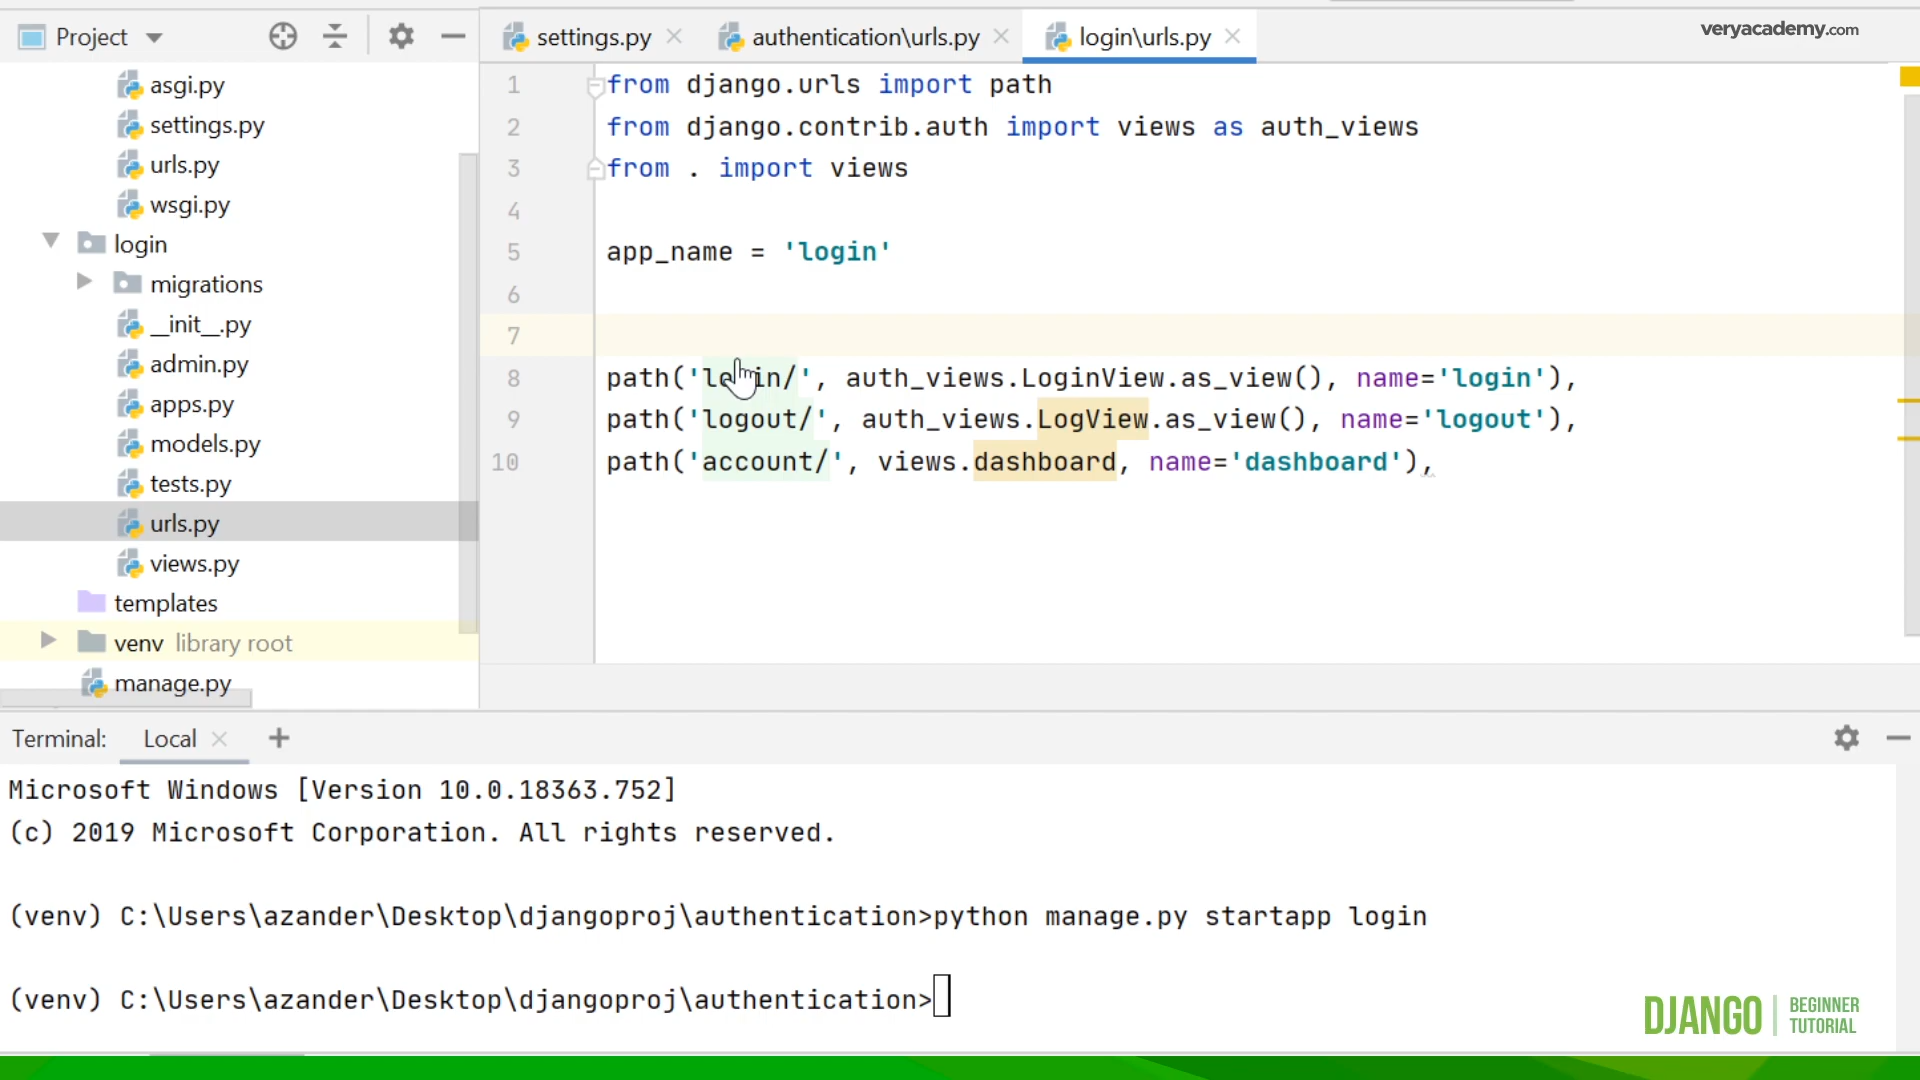 Project
settings.py
authentication\urls.py
login\urls.py
veryacademy.com
asgi.py
settings.py
urls.py
wsgi.py
login
migrations
__init__.py
admin.py
apps.py
models.py
tests.py
urls.py
views.py
templates
venv library root
manage.py
1 from django.urls import path
2 from django.contrib.auth import views as auth_views
3 from . import views
4
5 app_name = 'login'
6
7
8 path('login/', auth_views.LoginView.as_view(), name='login'),
9 path('logout/', auth_views.LogView.as_view(), name='logout'),
10 path('account/', views.dashboard, name='dashboard'),
Terminal: Local
Microsoft Windows [Version 10.0.18363.752]
(c) 2019 Microsoft Corporation. All rights reserved.
(venv) C:\Users\azander\Desktop\djangoproj\authentication>python manage.py startapp login
(venv) C:\Users\azander\Desktop\djangoproj\authentication>
DJANGO
BEGINNER
TUTORIAL